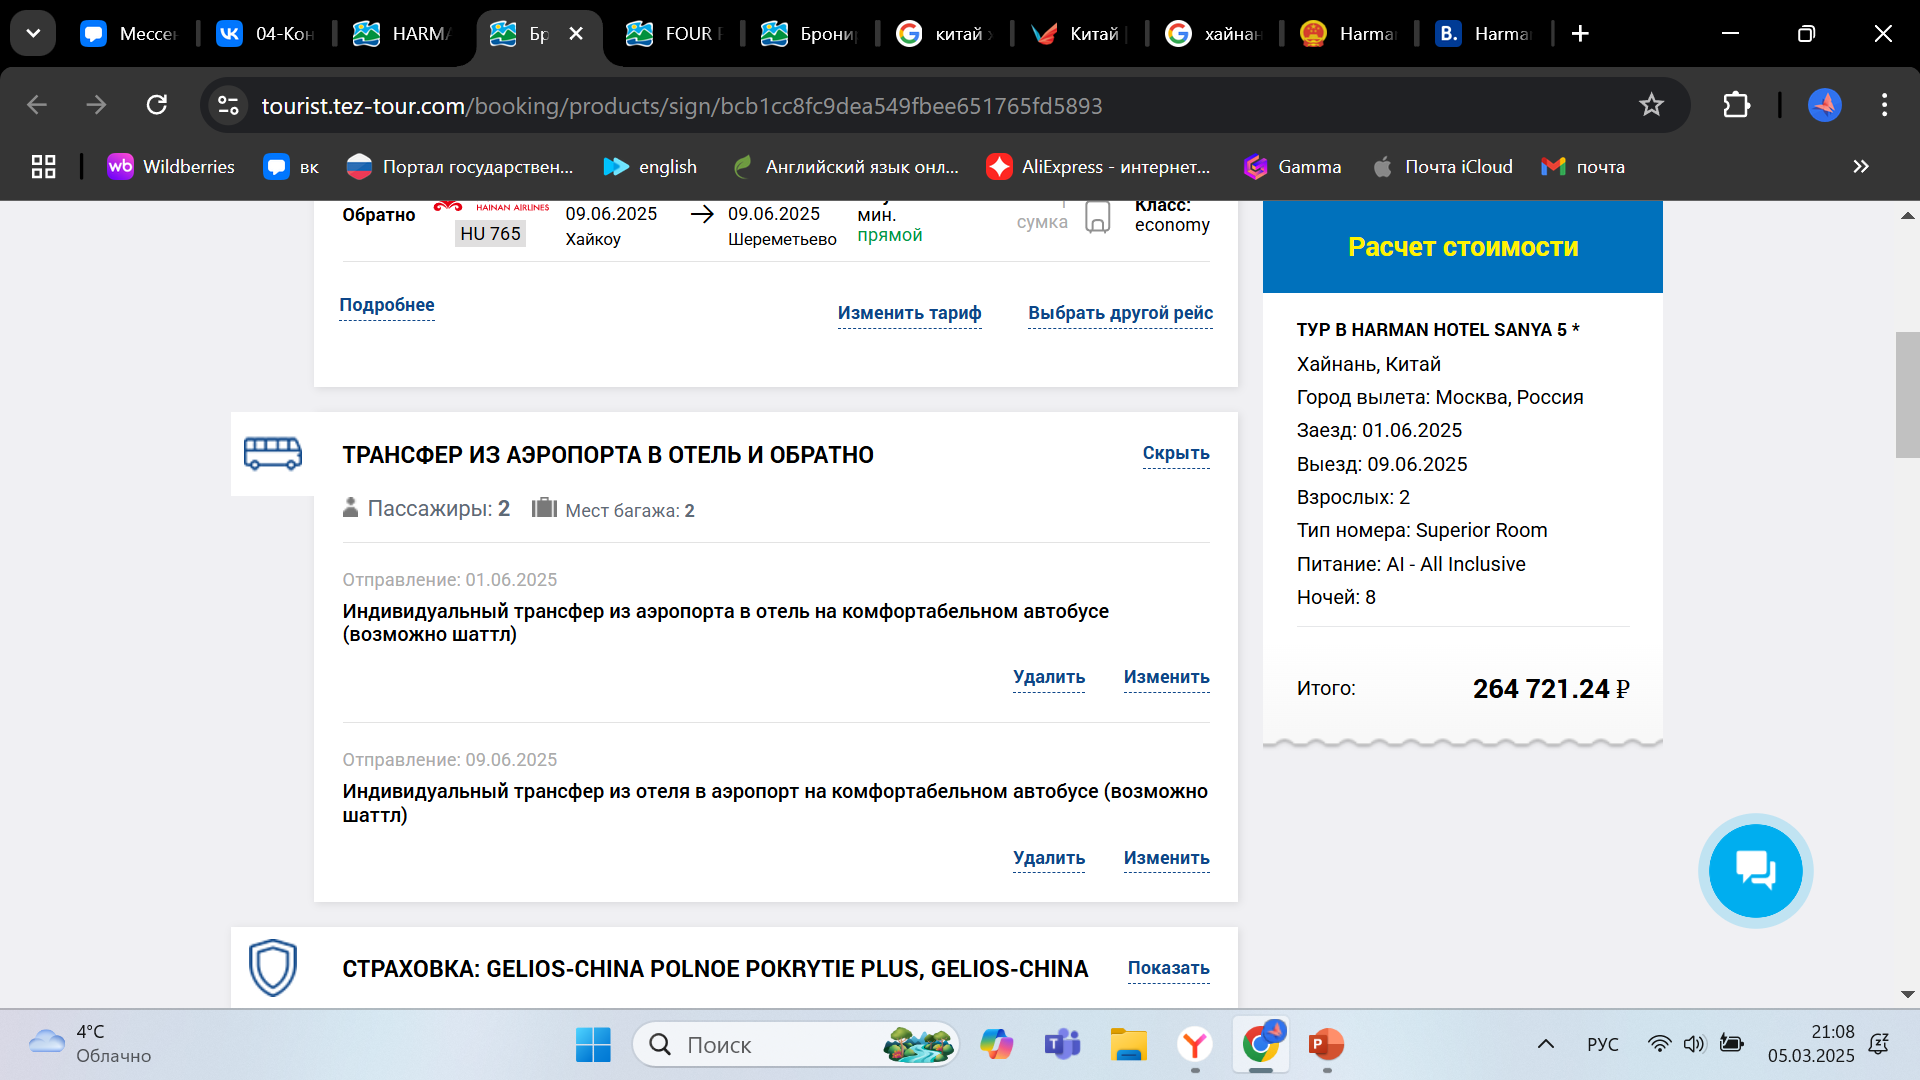 Мессе
04-Кон
HARMA
Бр
FOUR
Брони
китай
Китай
хайнан
Harma
Harma
tourist.tez-tour.com/booking/products/sign/bcb1cc8fc9dea549fbee651765fd5893
Wildberries
вк
Портал государствен...
english
Английский язык онл...
AliExpress - интернет...
Gamma
Почта iCloud
почта
Обратно
HAINAN AIRLINES
HU 765
09.06.2025
Хайкоу
09.06.2025
Шереметьево
мин.
прямой
сумка
Класс:
economy
Подробнее
Изменить тариф
Выбрать другой рейс
ТРАНСФЕР ИЗ АЭРОПОРТА В ОТЕЛЬ И ОБРАТНО
Скрыть
Пассажиры: 2
Мест багажа: 2
Отправление: 01.06.2025
Индивидуальный трансфер из аэропорта в отель на комфортабельном автобусе
(возможно шаттл)
Удалить
Изменить
Отправление: 09.06.2025
Индивидуальный трансфер из отеля в аэропорт на комфортабельном автобусе (возможно
шаттл)
Удалить
Изменить
СТРАХОВКА: GELIOS-CHINA POLNOE POKRYTIE PLUS, GELIOS-CHINA
Показать
Расчет стоимости
ТУР В HARMAN HOTEL SANYA 5 *
Хайнань, Китай
Город вылета: Москва, Россия
Заезд: 01.06.2025
Выезд: 09.06.2025
Взрослых: 2
Тип номера: Superior Room
Питание: AI - All Inclusive
Ночей: 8
Итого:
264 721.24 ₽
4°C
Облачно
Поиск
РУС
21:08
05.03.2025